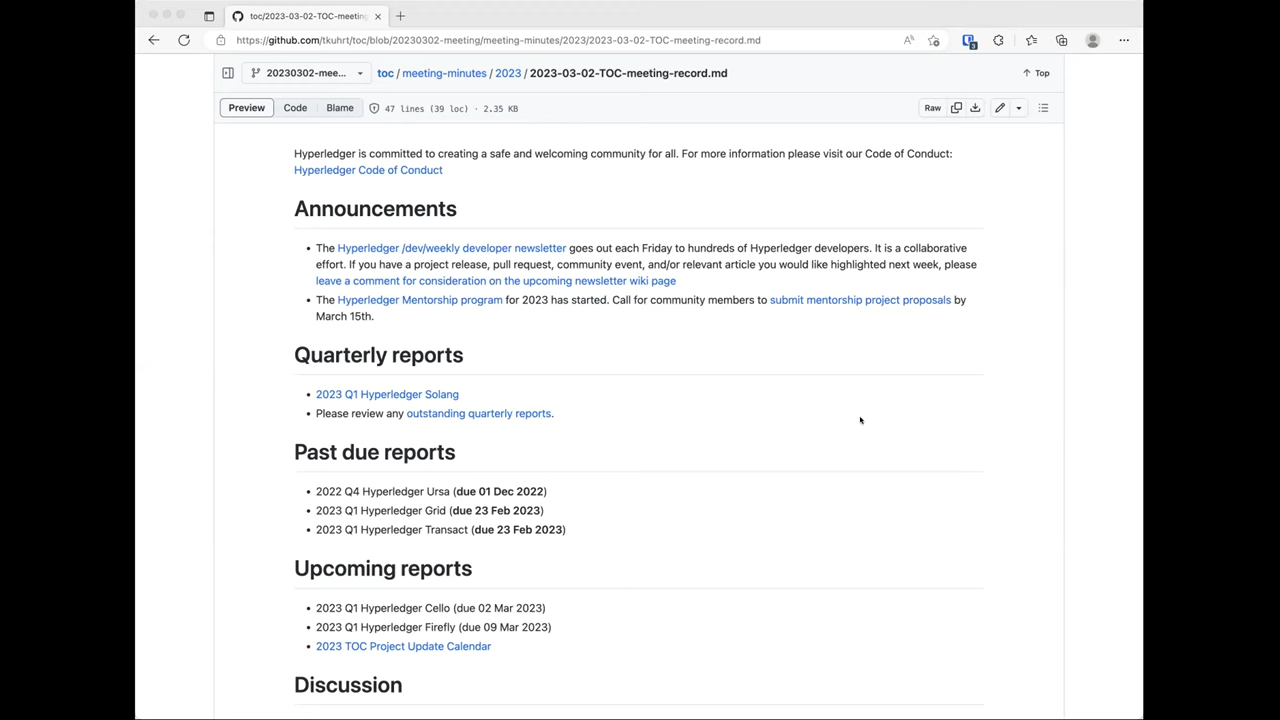 toc/2023-03-02-TOC-meeting
https://github.com/tkuhrt/toc/blob/20230302-meeting/meeting-minutes/2023/2023-03-02-TOC-meeting-record.md
20230302-mee...
toc / meeting-minutes / 2023 / 2023-03-02-TOC-meeting-record.md
Top
Preview Code Blame 47 lines (39 loc) · 2.35 KB Raw
Hyperledger is committed to creating a safe and welcoming community for all. For more information please visit our Code of Conduct:
Hyperledger Code of Conduct
Announcements
• The Hyperledger /dev/weekly developer newsletter goes out each Friday to hundreds of Hyperledger developers. It is a collaborative
effort. If you have a project release, pull request, community event, and/or relevant article you would like highlighted next week, please
leave a comment for consideration on the upcoming newsletter wiki page
• The Hyperledger Mentorship program for 2023 has started. Call for community members to submit mentorship project proposals by
March 15th.
Quarterly reports
• 2023 Q1 Hyperledger Solang
• Please review any outstanding quarterly reports.
Past due reports
• 2022 Q4 Hyperledger Ursa (due 01 Dec 2022)
• 2023 Q1 Hyperledger Grid (due 23 Feb 2023)
• 2023 Q1 Hyperledger Transact (due 23 Feb 2023)
Upcoming reports
• 2023 Q1 Hyperledger Cello (due 02 Mar 2023)
• 2023 Q1 Hyperledger Firefly (due 09 Mar 2023)
• 2023 TOC Project Update Calendar
Discussion